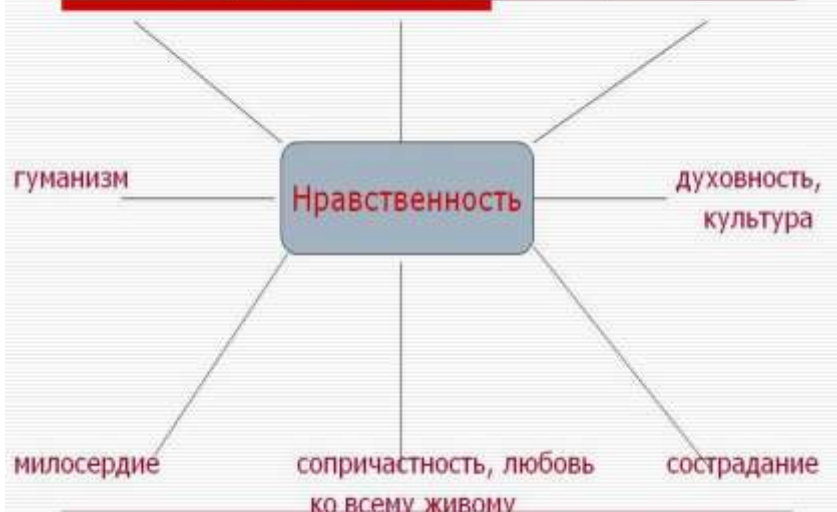 гуманизм
Нравственность
духовность,
культура
милосердие
сопричастность, любовь
ко всему живому
сострадание